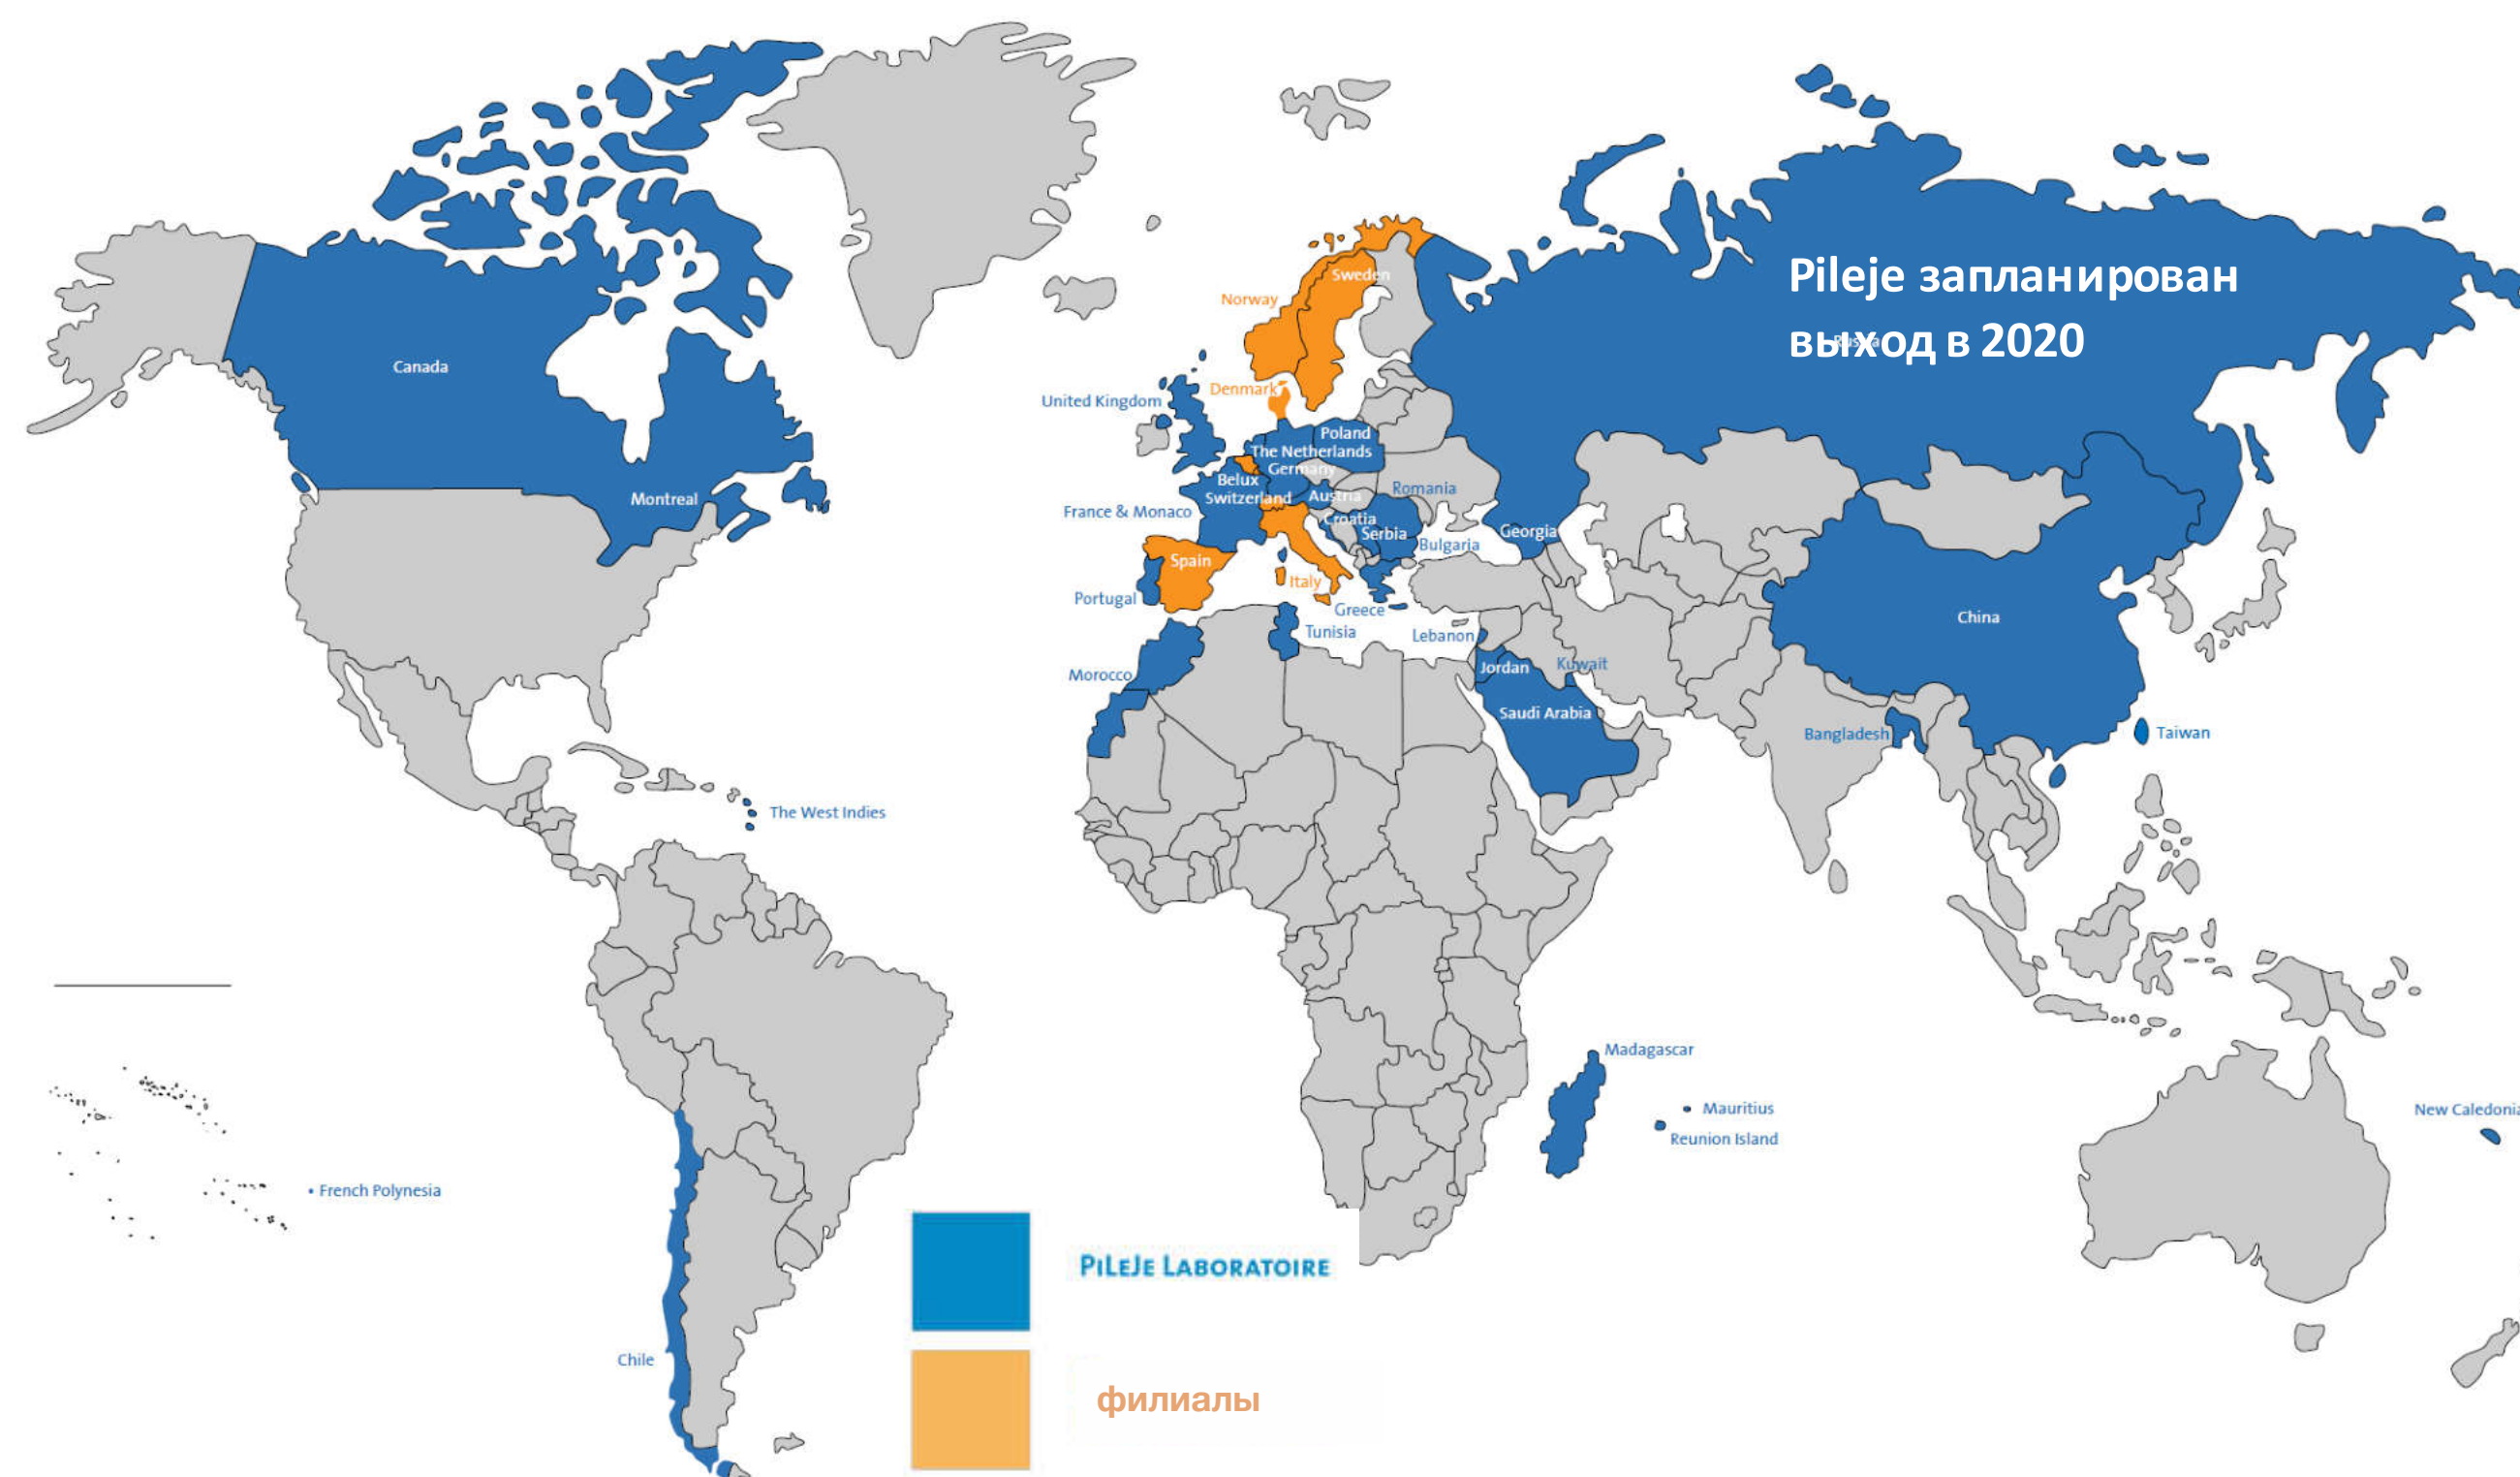 Pileje запланирован
выход в 2020
Russia
Sweden
Norway
Canada
Denmark
United Kingdom
Poland
The Netherlands
Germany
Belux
Switzerland
Austria
Romania
Montreal
France & Monaco
Croatia
Serbia
Georgia
Bulgaria
Spain
Italy
Portugal
Greece
China
Tunisia
Lebanon
Morocco
Jordan
Kuwait
Saudi Arabia
Bangladesh
Taiwan
The West Indies
Madagascar
Mauritius
Reunion Island
New Caledonia
French Polynesia
PiLeJe Laboratoire
Chile
филиалы